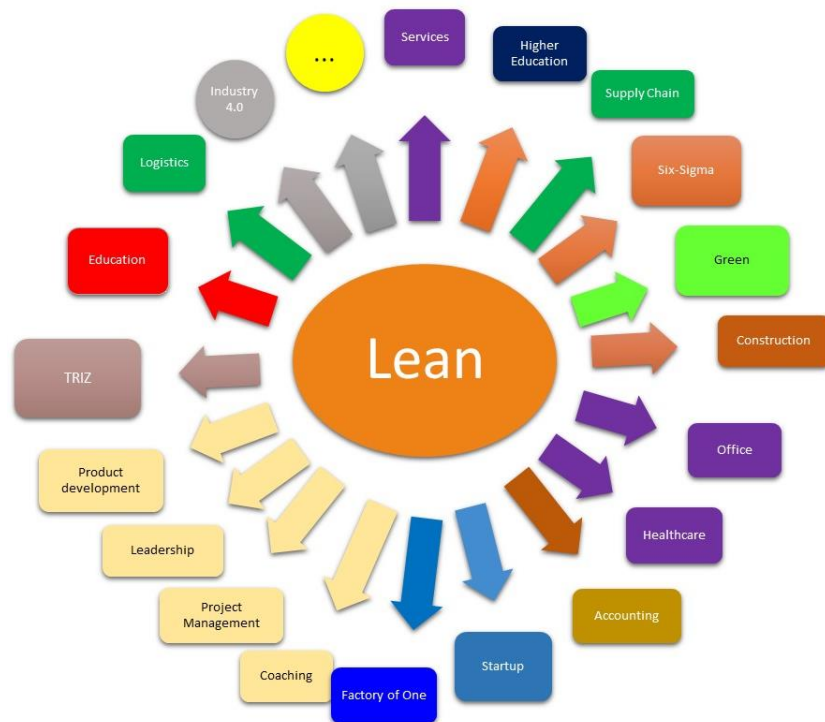 ...
Services
Higher
Education
Supply Chain
Six-Sigma
Green
Construction
Office
Healthcare
Accounting
Startup
Factory of One
Coaching
Project
Management
Leadership
Product
development
TRIZ
Education
Logistics
Industry
4.0
Lean